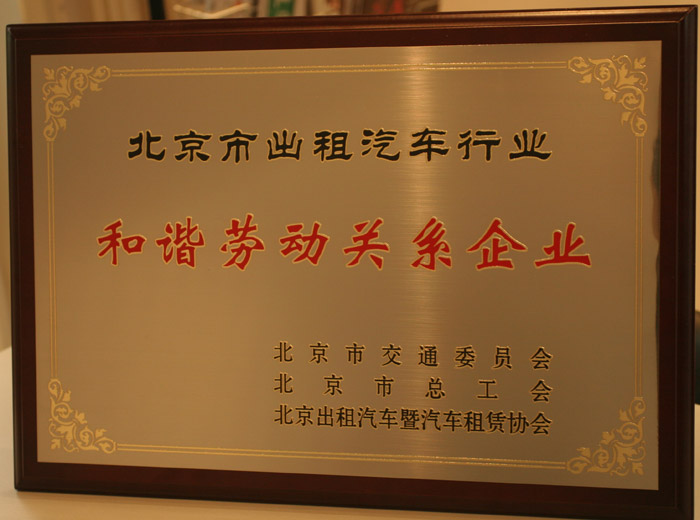 北京市出租汽车行业
和谐劳动关系企业
北京市交通委员会
北京市总工会
北京出租汽车暨汽车租赁协会